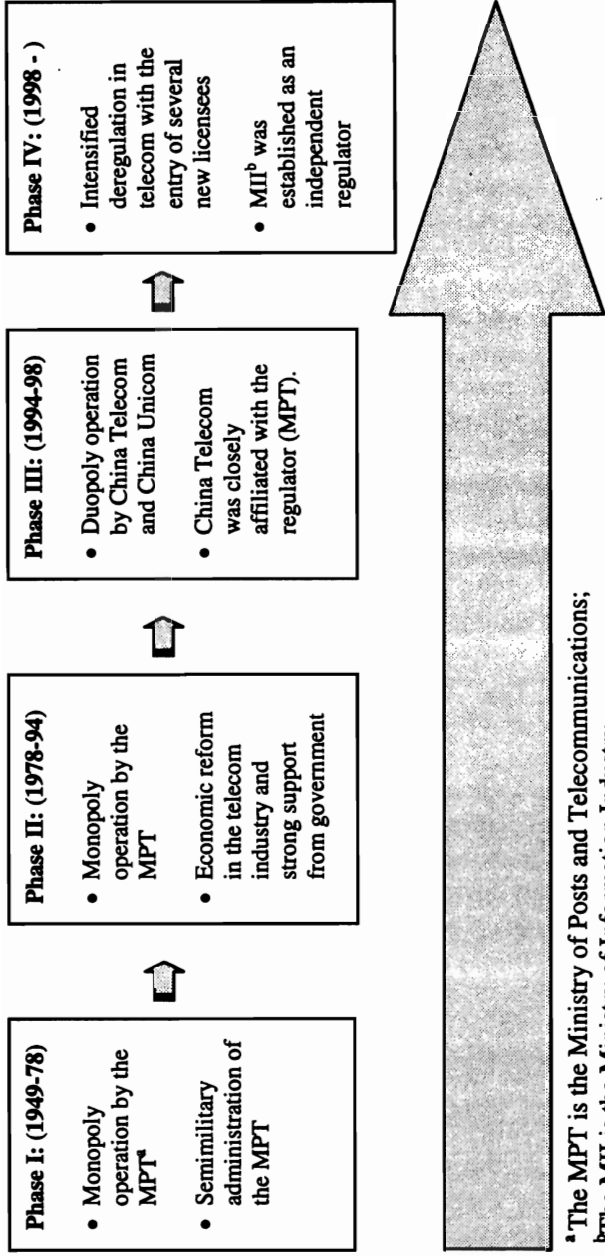 Phase I: (1949-78)
• Monopoly
operation by the
MPTᵃ
• Semimilitary
administration of
the MPT
Phase II: (1978-94)
• Monopoly
operation by the
MPT
• Economic reform
in the telecom
industry and
strong support
from government
Phase III: (1994-98)
• Duopoly operation
by China Telecom
and China Unicom
• China Telecom
was closely
affiliated with the
regulator (MPT).
Phase IV: (1998 - )
• Intensified
deregulation in
telecom with the
entry of several
new licensees
• MIIᵇ was
established as an
independent
regulator
ᵃ The MPT is the Ministry of Posts and Telecommunications;
ᵇThe MII is the Ministry of Information Industry